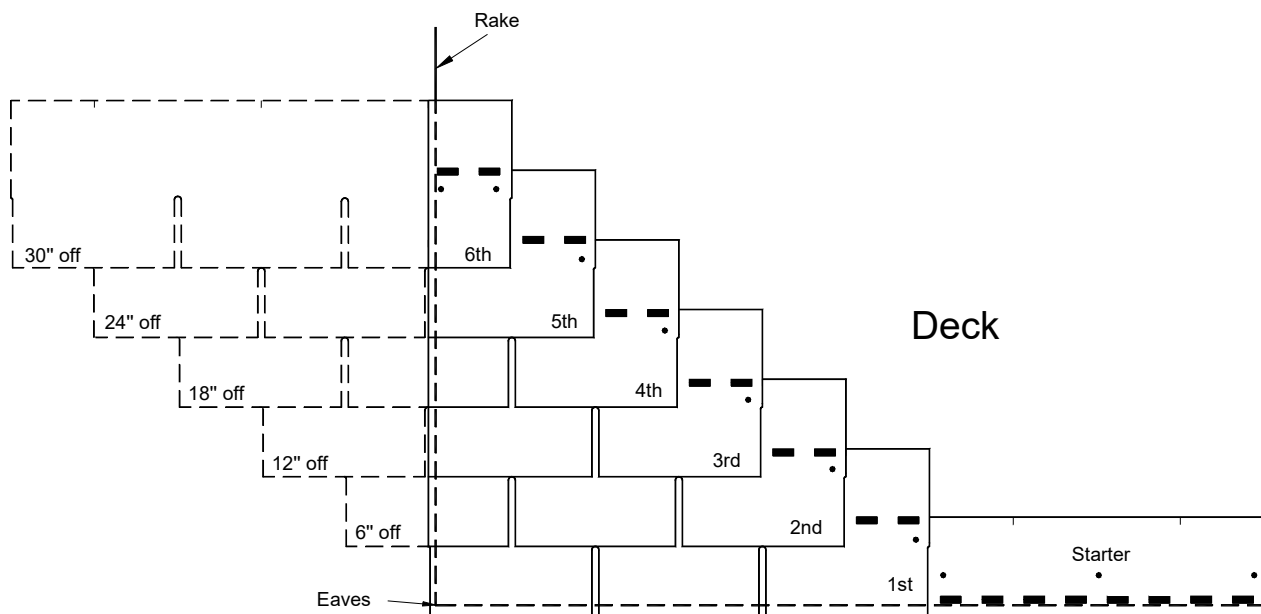 Rake
30" off
6th
24" off
5th
Deck
18" off
4th
12" off
3rd
6" off
2nd
Starter
1st
Eaves